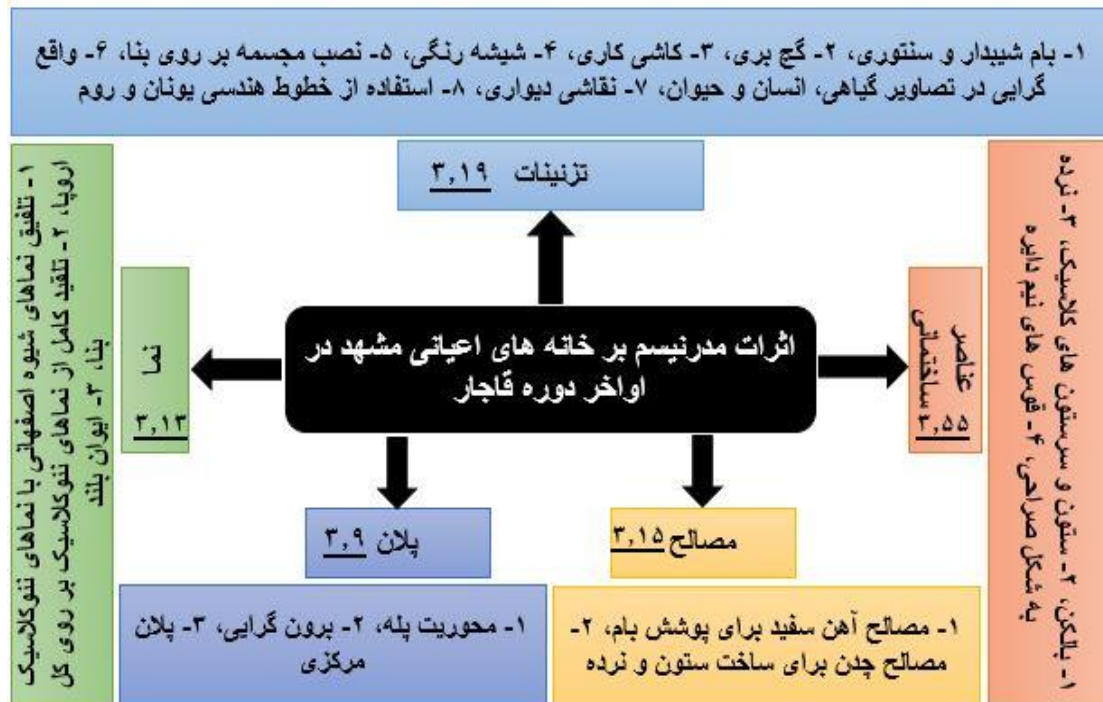 ۱- بام شیبدار و سنتوری، ۲- گچ بری، ۳- کاشی کاری، ۴- شیشه رنگی، ۵- نصب مجسمه بر روی بنا، ۶- واقع
گرایی در تصاویر گیاهی، انسان و حیوان، ۷- نقاشی دیواری، ۸- استفاده از خطوط هندسی یونان و روم
تزئینات ۳,۱۹
۱- بالکن، ۲- ستون و سرستون های کلاسیک، ۳- نرده
به شکل صراحی، ۴- قوس های نیم دایره
عناصر
ساختمانی
۴,۵۵
اثرات مدرنیسم بر خانه های اعیانی مشهد در
اواخر دوره قاجار
نما
۳,۱۳
۱- تلفیق نماهای شیوه اصفهانی با نماهای نئوکلاسیک
اروپا، ۲- تلقید کامل از نماهای نئوکلاسیک بر روی کل
بنا، ۳- ایوان بلند
مصالح ۳,۱۵
۱- مصالح آهن سفید برای پوشش بام، ۲-
مصالح چدن برای ساخت ستون و نرده
پلان ۳,۹
۱- محوریت پله، ۲- برون گرایی، ۳- پلان
مرکزی